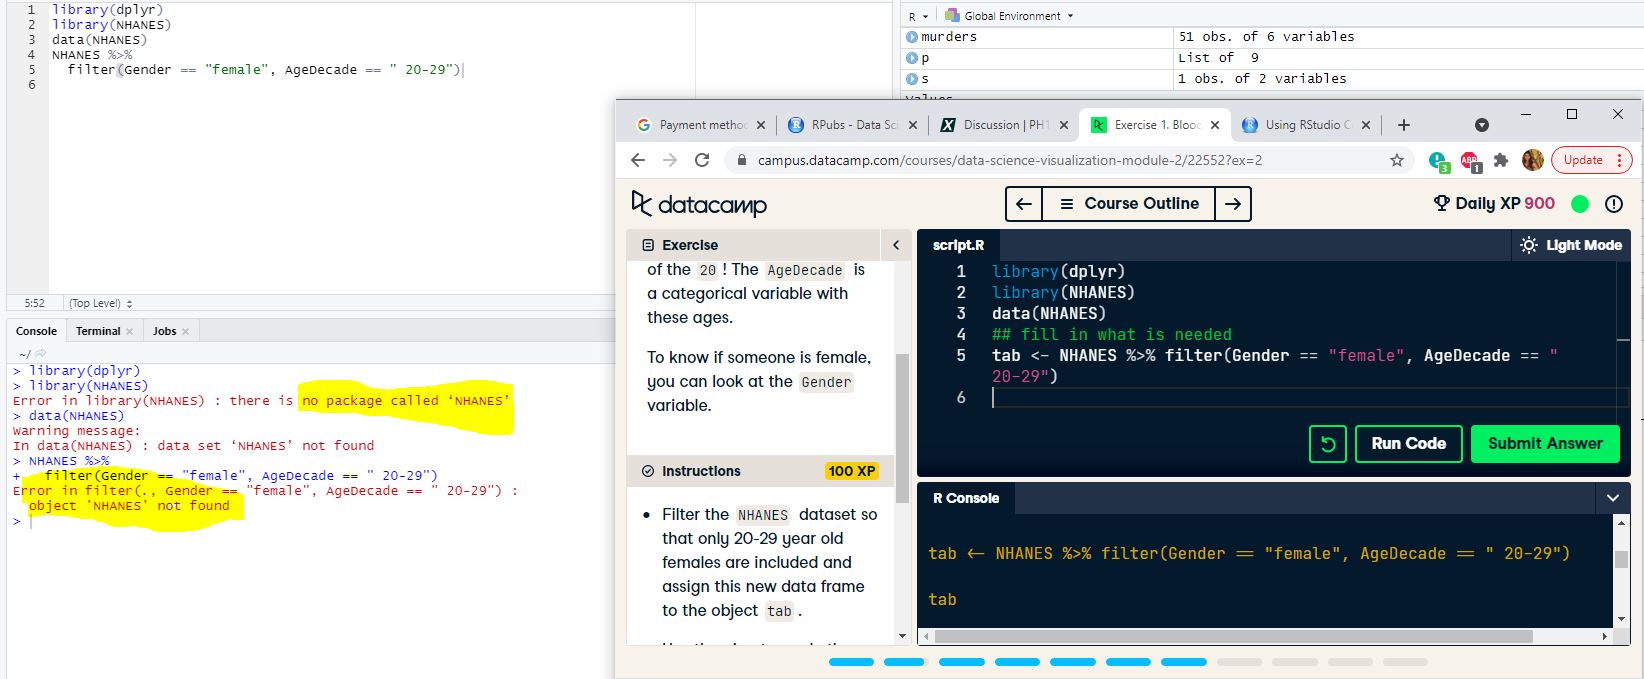 1 library(dplyr)
2 library(NHANES)
3 data(NHANES)
4 NHANES %>%
5 filter(Gender == "female", AgeDecade == " 20-29")
6
5:52 (Top Level)
Console Terminal Jobs
~/
> library(dplyr)
> library(NHANES)
Error in library(NHANES) : there is no package called ‘NHANES’
> data(NHANES)
Warning message:
In data(NHANES) : data set ‘NHANES’ not found
> NHANES %>%
+ filter(Gender == "female", AgeDecade == " 20-29")
Error in filter(., Gender == "female", AgeDecade == " 20-29") :
object 'NHANES' not found
>
R Global Environment
murders 51 obs. of 6 variables
p List of 9
s 1 obs. of 2 variables
Values
Payment method RPubs - Data Sci Discussion | PH1 Exercise 1. Blood Using RStudio C
campus.datacamp.com/courses/data-science-visualization-module-2/22552?ex=2
3 ABP 1 Update
datacamp
Course Outline
Daily XP 900
Exercise
of the 20 ! The AgeDecade is
a categorical variable with
these ages.
To know if someone is female,
you can look at the Gender
variable.
Instructions 100 XP
Filter the NHANES dataset so
that only 20-29 year old
females are included and
assign this new data frame
to the object tab .
script.R Light Mode
1 library(dplyr)
2 library(NHANES)
3 data(NHANES)
4 ## fill in what is needed
5 tab <- NHANES %>% filter(Gender == "female", AgeDecade == "
20-29")
6
Run Code Submit Answer
R Console
tab <- NHANES %>% filter(Gender == "female", AgeDecade == " 20-29")
tab